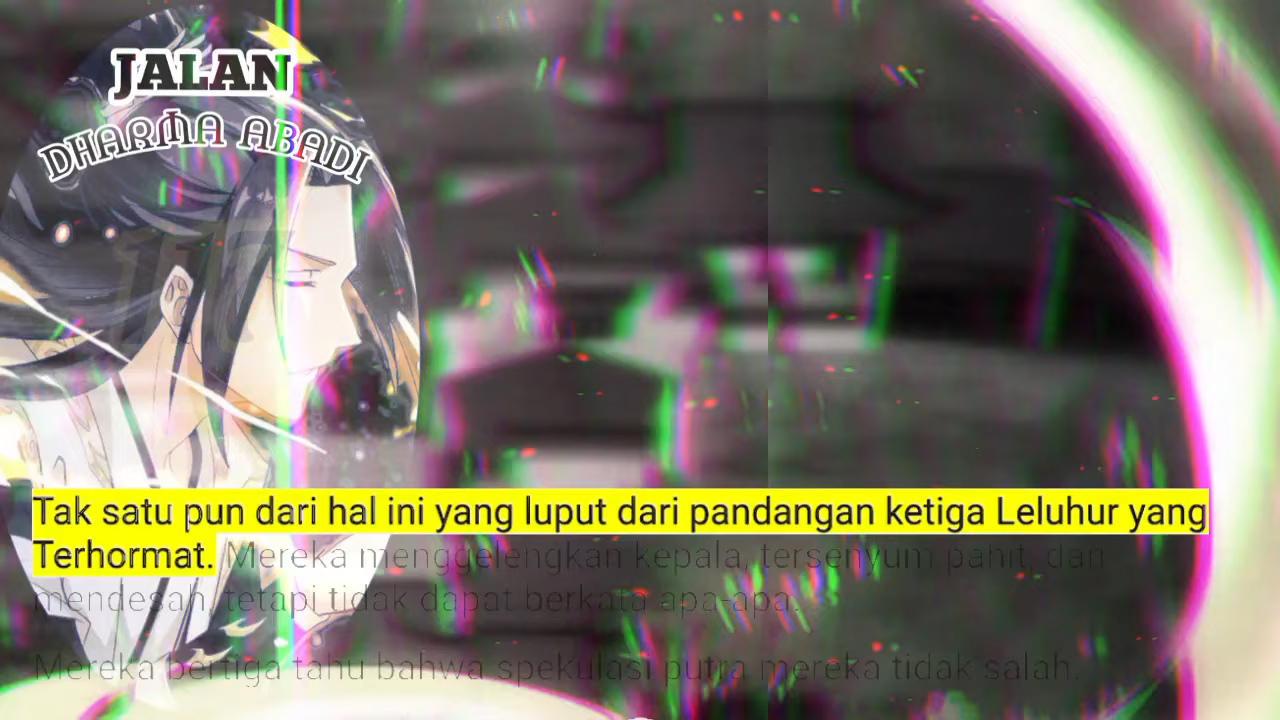 JALAN
DHARMA ABADI
Tak satu pun dari hal ini yang luput dari pandangan ketiga Leluhur yang
Terhormat. Mereka menggelengkan kepala, tersenyum pahit, dan
mendesah, tetapi tidak dapat berkata apa-apa.
Mereka bertiga tahu bahwa spekulasi putra mereka tidak salah.